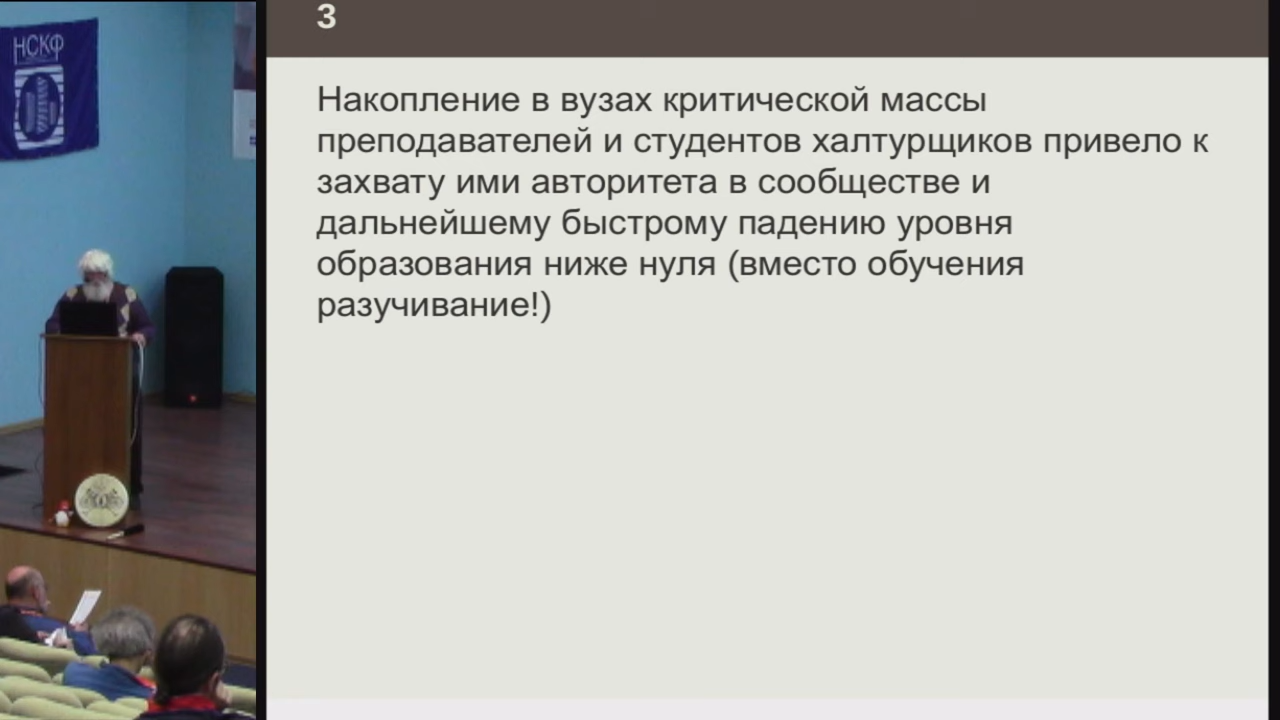 НСКФ
3
Накопление в вузах критической массы
преподавателей и студентов халтурщиков привело к
захвату ими авторитета в сообществе и
дальнейшему быстрому падению уровня
образования ниже нуля (вместо обучения
разучивание!)